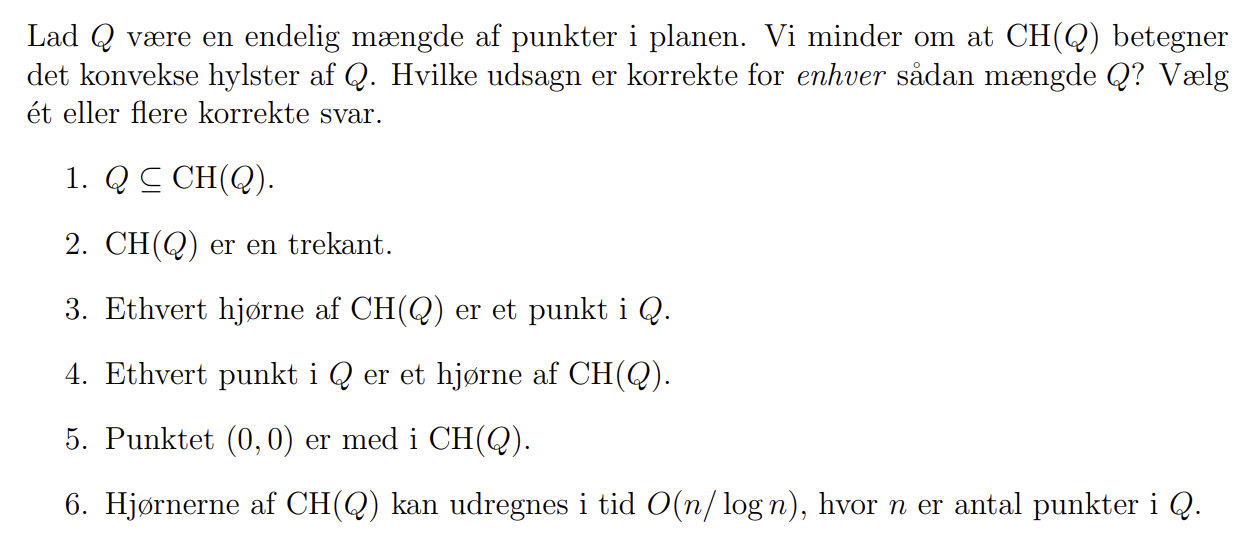 Lad Q være en endelig mængde af punkter i planen. Vi minder om at CH(Q) betegner
det konvekse hylster af Q. Hvilke udsagn er korrekte for enhver sådan mængde Q? Vælg
ét eller flere korrekte svar.
1. Q ⊆ CH(Q).
2. CH(Q) er en trekant.
3. Ethvert hjørne af CH(Q) er et punkt i Q.
4. Ethvert punkt i Q er et hjørne af CH(Q).
5. Punktet (0, 0) er med i CH(Q).
6. Hjørnerne af CH(Q) kan udregnes i tid O(n/ log n), hvor n er antal punkter i Q.